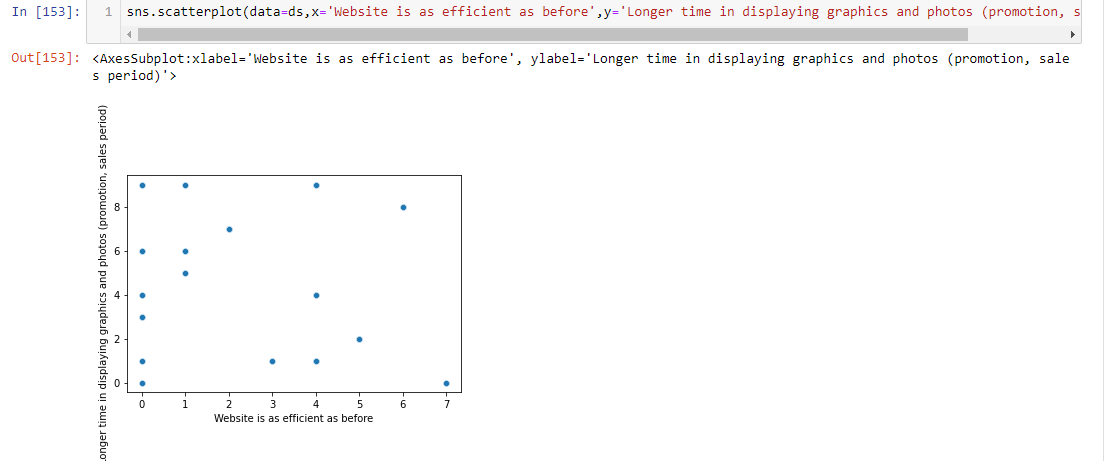 In [153]: 1 sns.scatterplot(data=ds,x='Website is as efficient as before',y='Longer time in displaying graphics and photos (promotion, s
Out[153]: <AxesSubplot:xlabel='Website is as efficient as before', ylabel='Longer time in displaying graphics and photos (promotion, sale
s period)'>
onger time in displaying graphics and photos (promotion, sales period)
8
6
4
2
0
0 1 2 3 4 5 6 7
Website is as efficient as before